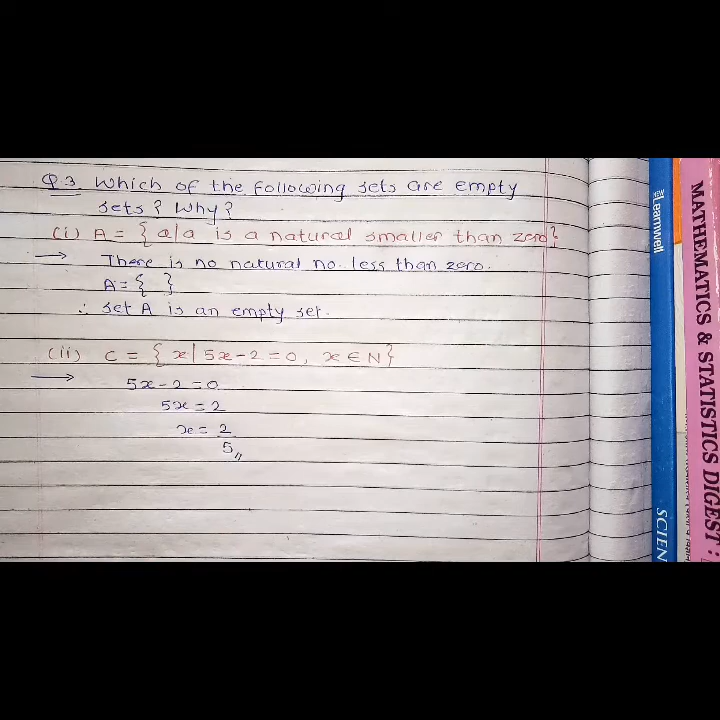 Q3 Which of the following sets are empty
sets? Why?
(i) A = { a/a is a natural smaller than zero}
→ There is no natural no. less than zero.
A = { }
∴ set A is an empty set.
(ii) C = { x | 5x - 2 = 0, x ∈ N}
→ 5x - 2 = 0
5x = 2
x = 2/5 //
Learnwell
SCIEN
MATHEMATICS & STATISTICS DIGEST :